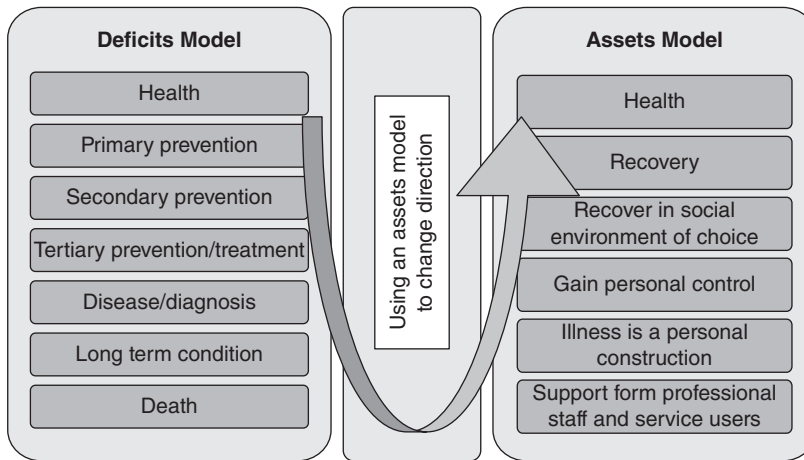 Deficits Model
Health
Primary prevention
Secondary prevention
Tertiary prevention/treatment
Disease/diagnosis
Long term condition
Death
Using an assets model
to change direction
Assets Model
Health
Recovery
Recover in social
environment of choice
Gain personal control
Illness is a personal
construction
Support form professional
staff and service users